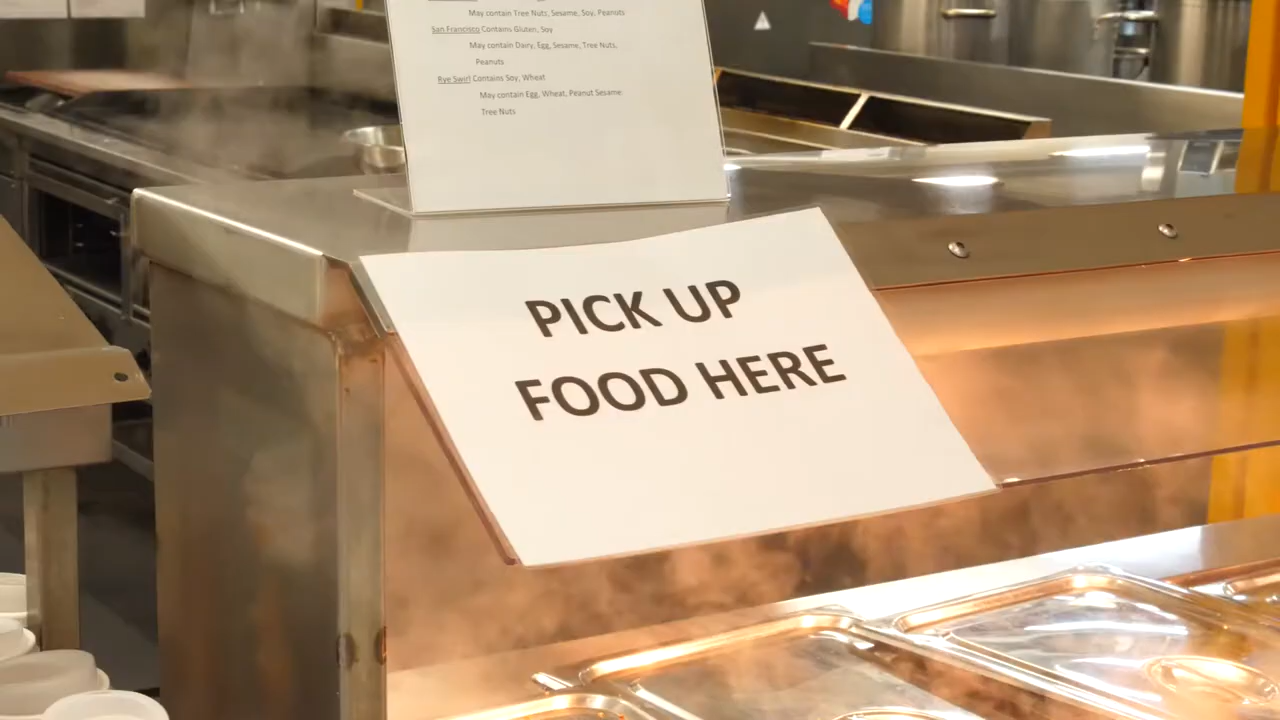 May contain Tree Nuts, Sesame, Soy, Peanuts
San Francisco Contains Gluten, Soy
May contain Dairy, Egg, Sesame, Tree Nuts,
Peanuts
Rye Swirl Contains Soy, Wheat
May contain Egg, Wheat, Peanut Sesame
Tree Nuts
PICK UP
FOOD HERE